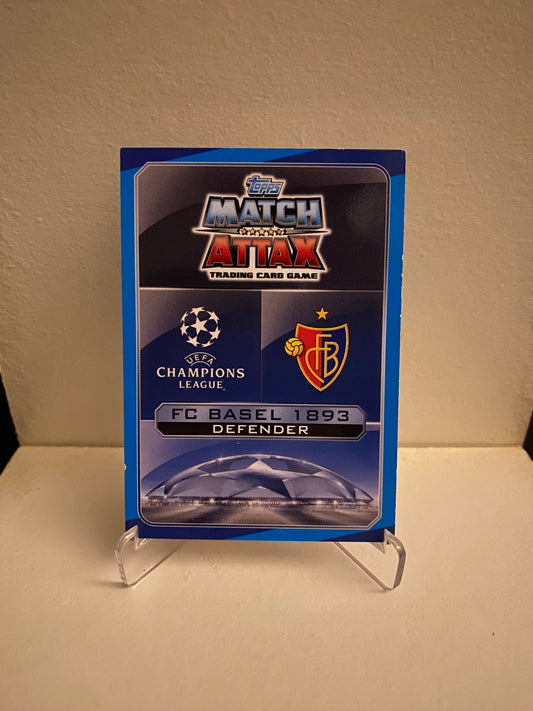 Topps
MATCH
ATTAX
TRADING CARD GAME
UEFA
CHAMPIONS
LEAGUE
FCB
FC BASEL 1893
DEFENDER